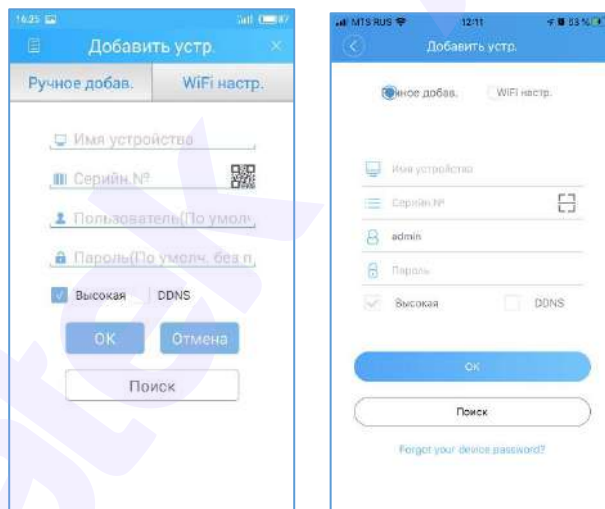 16:25
Добавить устр.
Ручное добав. WiFi настр.
Имя устройства
Серийн.№
Пользователь(По умолч.
Пароль(По умолч. без п.
Высокая DDNS
OK Отмена
Поиск
MTS RUS 12:11 63 %
Добавить устр.
добав. WiFi настр.
Имя устройства
Серийн №
admin
Пароль
Высокая DDNS
OK
Поиск
Forgot your device password?